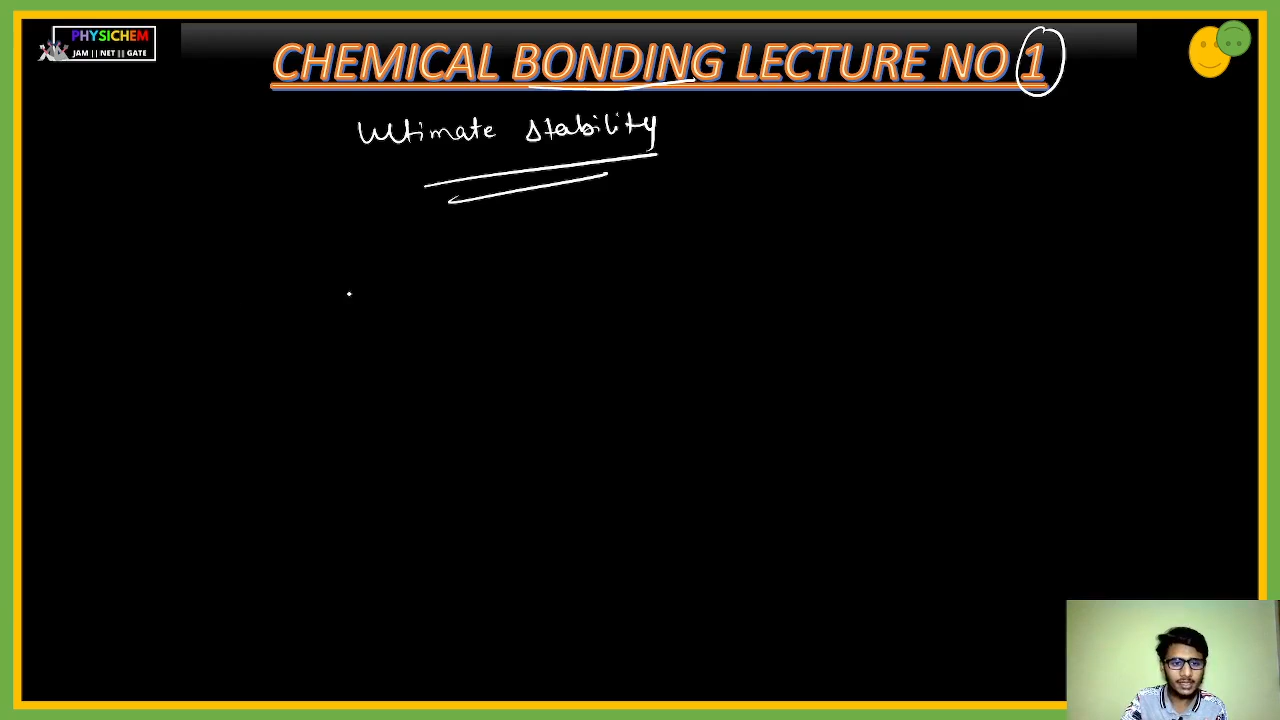 PHYSICHEM
JAM || NET || GATE
CHEMICAL BONDING LECTURE NO 1
Ultimate stability